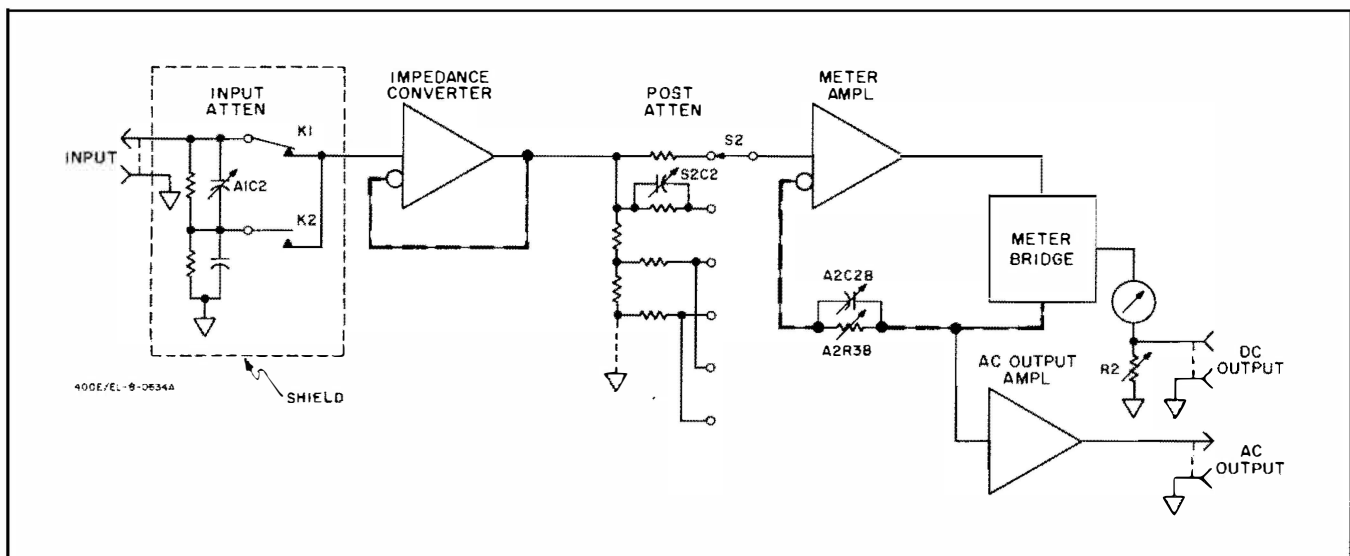 INPUT
ATTEN
IMPEDANCE
CONVERTER
POST
ATTEN
METER
AMPL
K1
S2
INPUT
A1C2
S2C2
K2
METER
BRIDGE
A2C28
A2R38
AC OUTPUT
AMPL
R2
DC
OUTPUT
400E/EL-B-0634A
SHIELD
AC
OUTPUT